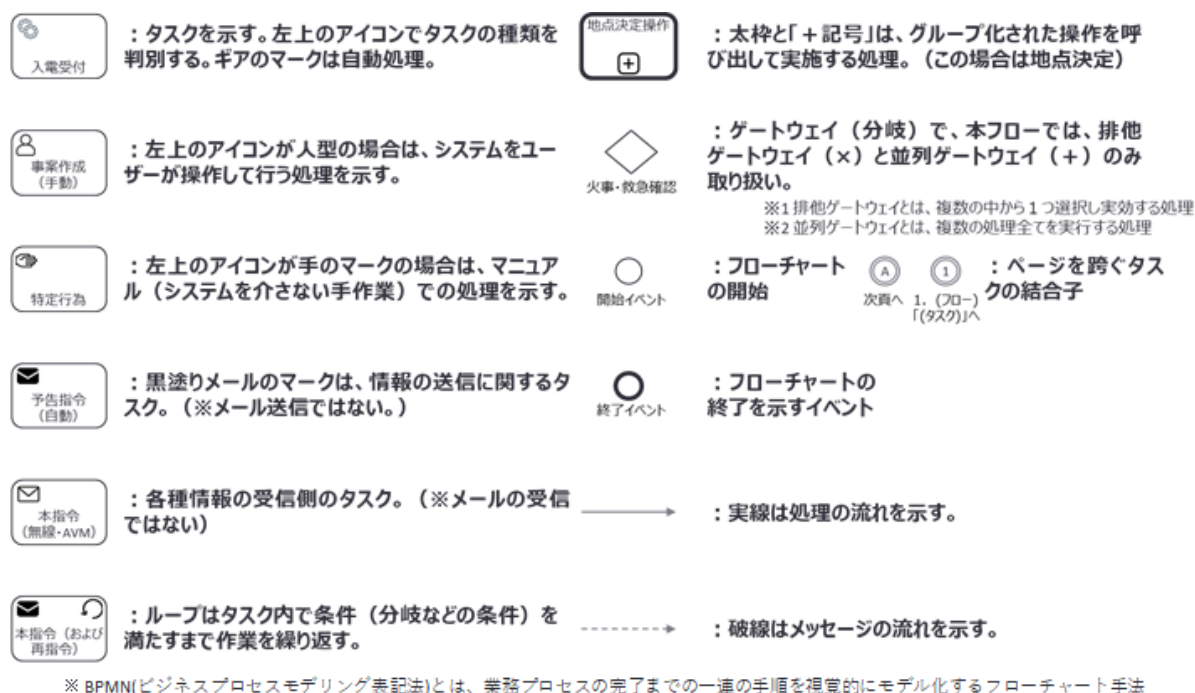 入電受付
：タスクを示す。左上のアイコンでタスクの種類を
判別する。ギアのマークは自動処理。
地点決定操作
：太枠と「＋記号」は、グループ化された操作を呼
び出して実施する処理。（この場合は地点決定）
事案作成
（手動）
：左上のアイコンが人型の場合は、システムをユー
ザーが操作して行う処理を示す。
火事・救急確認
：ゲートウェイ（分岐）で、本フローでは、排他
ゲートウェイ（×）と並列ゲートウェイ（＋）のみ
取り扱い。
※1 排他ゲートウェイとは、複数の中から１つ選択し実効する処理
※2 並列ゲートウェイとは、複数の処理全てを実行する処理
特定行為
：左上のアイコンが手のマークの場合は、マニュア
ル（システムを介さない手作業）での処理を示す。
開始イベント
：フローチャート
の開始
A
次頁へ
1
1.（フロー）
「(タスク)」へ
：ページを跨ぐタス
クの結合子
予告指令
（自動）
：黒塗りメールのマークは、情報の送信に関するタ
スク。（※メール送信ではない。）
終了イベント
：フローチャートの
終了を示すイベント
本指令
（無線・AVM）
：各種情報の受信側のタスク。（※メールの受信
ではない）
：実線は処理の流れを示す。
本指令（および
再指令）
：ループはタスク内で条件（分岐などの条件）を
満たすまで作業を繰り返す。
：破線はメッセージの流れを示す。
※ BPMN(ビジネスプロセスモデリング表記法)とは、業務プロセスの完了までの一連の手順を視覚的にモデル化するフローチャート手法